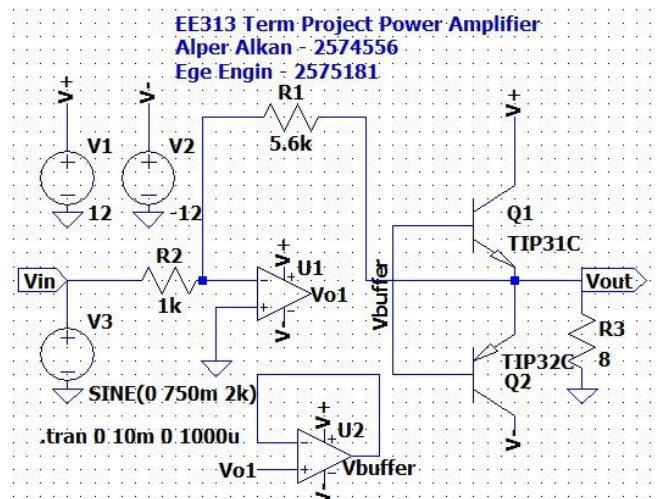 EE313 Term Project Power Amplifier
Alper Alkan - 2574556
Ege Engin - 2575181
R1
5.6k
V+
V-
V+
V1
V2
12
-12
Q1
TIP31C
R2
1k
V+
U1
Vin
Vo1
V-
Vbuffer
Vout
V3
R3
8
TIP32C
Q2
SINE(0 750m 2k)
V-
.tran 0 10m 0 1000u
V+
U2
Vo1
Vbuffer
V-